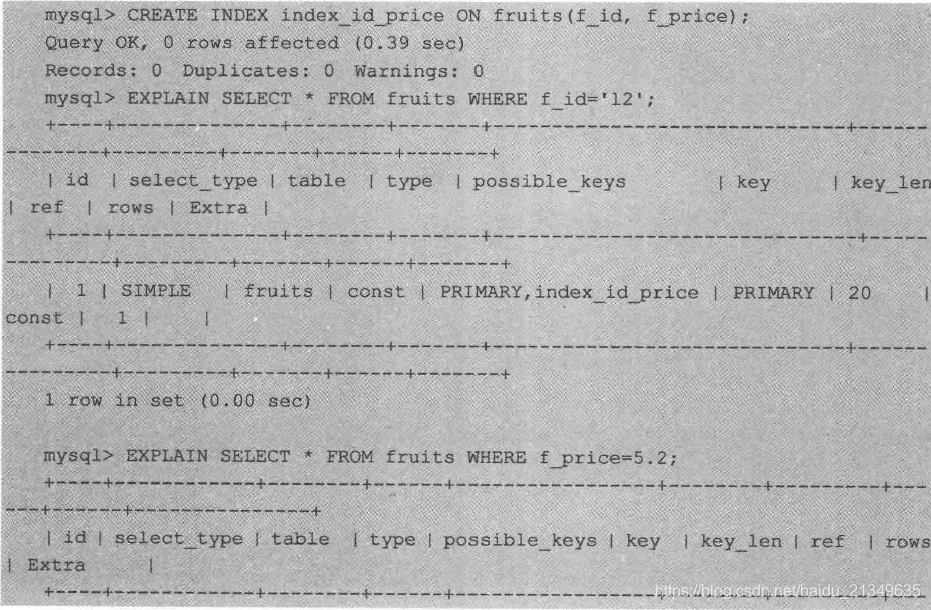 mysql> CREATE INDEX index_id_price ON fruits(f_id, f_price);
Query OK, 0 rows affected (0.39 sec)
Records: 0 Duplicates: 0 Warnings: 0
mysql> EXPLAIN SELECT * FROM fruits WHERE f_id='l2';
+----+-------------+--------+-------+------------------------------+------
--------+---------+-------+------+-------+
| id | select_type | table | type | possible_keys | key | key_len
| ref | rows | Extra |
+----+-------------+--------+-------+-------------------------------+-----
---------+---------+-------+------+-------+
| 1 | SIMPLE | fruits | const | PRIMARY,index_id_price | PRIMARY | 20 |
const | 1 | |
+----+-------------+--------+-------+------------------------------+------
---------+---------+-------+------+-------+
1 row in set (0.00 sec)
mysql> EXPLAIN SELECT * FROM fruits WHERE f_price=5.2;
+----+-------------+--------+------+---------------+------+---------+---
---+------+-------------+
| id | select_type | table | type | possible_keys | key | key_len | ref | rows
| Extra |
+----+-------------+--------+------+---------------+------+---------+---
https://blog.csdn.net/baidu_21349635